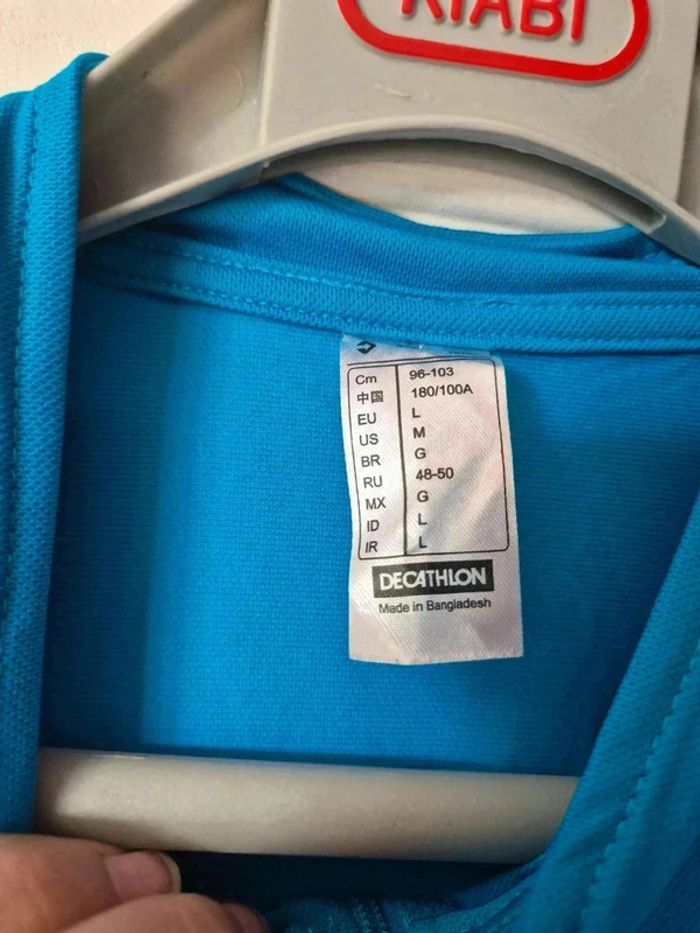 KIABI
Cm 96-103
中国 180/100A
EU L
US M
BR G
RU 48-50
MX G
ID L
IR L
DECATHLON
Made in Bangladesh